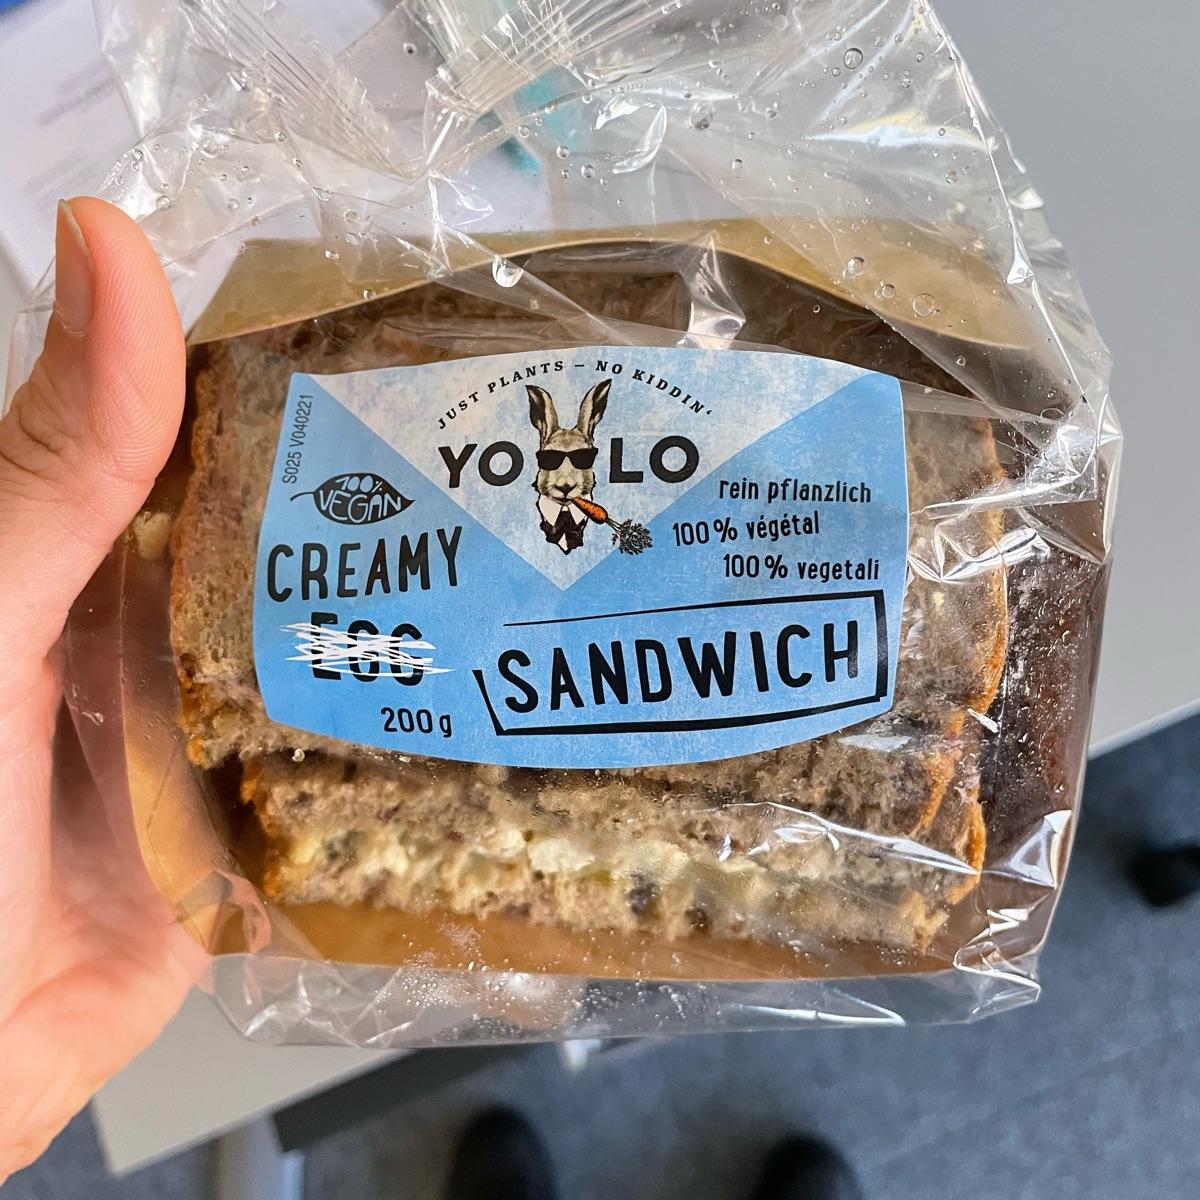 JUST PLANTS – NO KIDDIN'
YOLO
S025 V040221
100%
VEGAN
rein pflanzlich
100% végétal
100% vegetali
CREAMY
EGG
SANDWICH
200g